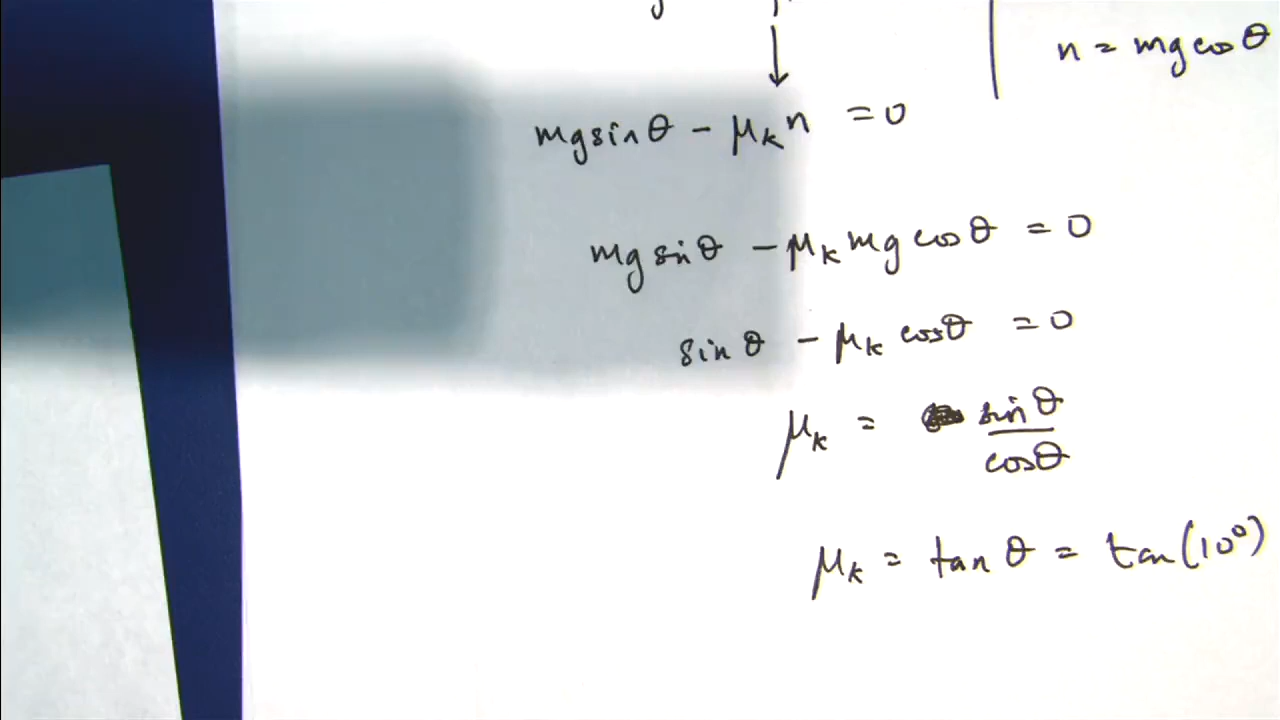 n = mg cos θ
mg sin θ - μₖ n = 0
mg sin θ - μₖ mg cos θ = 0
sin θ - μₖ cos θ = 0
μₖ = sin θ / cos θ
μₖ = tan θ = tan (10°)